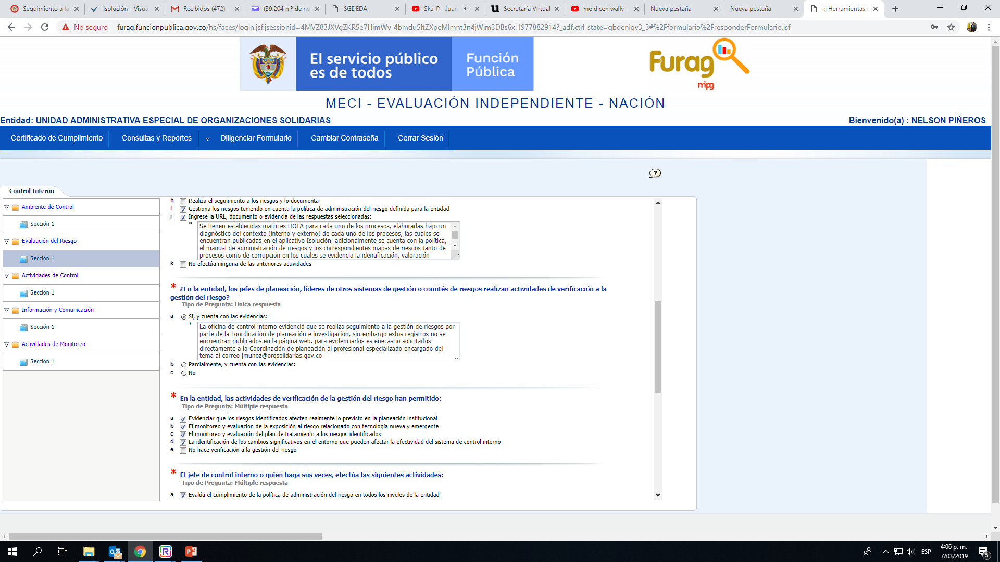 Seguimiento a la
Isolución - Visual
Recibidos (472) -
(39.204 n.º de no
SGDEDA
Ska-P - Juan
Secretaría Virtual
me dicen wally -
Nueva pestaña
Nueva pestaña
.:: Herramientas
No seguro
furag.funcionpublica.gov.co/hs/faces/login.jsf;jsessionid=4MVZ83JXVgZKR5e7HimWy-4bmdu5ItZXpeMlmnt3n4jWjm3DBs6x!1977882914?_adf.ctrl-state=qbdeniqv3_3#%2Fformulario%2FresponderFormulario.jsf
El servicio público
es de todos
Función
Pública
Furag
mipg
MECI - EVALUACIÓN INDEPENDIENTE - NACIÓN
Entidad: UNIDAD ADMINISTRATIVA ESPECIAL DE ORGANIZACIONES SOLIDARIAS
Bienvenido(a) : NELSON PIÑEROS
Certificado de Cumplimiento
Consultas y Reportes
Diligenciar Formulario
Cambiar Contraseña
Cerrar Sesión
?
Control Interno
Ambiente de Control
Sección 1
Evaluación del Riesgo
Sección 1
Actividades de Control
Sección 1
Información y Comunicación
Sección 1
Actividades de Monitoreo
Sección 1
h Realiza el seguimiento a los riesgos y lo documenta
i Gestiona los riesgos teniendo en cuenta la política de administración del riesgo definida para la entidad
j Ingrese la URL, documento o evidencia de las respuestas seleccionadas:
* Se tienen establecidas matrices DOFA para cada uno de los procesos, elaboradas bajo un
diagnóstico del contexto (interno y externo) de cada uno de los procesos, las cuales se
encuentran publicadas en el aplicativo Isolución, adicionalmente se cuenta con la política,
el manual de administración de riesgos y los correspondientes mapas de riesgos tanto de
procesos como de corrupción en los cuales se evidencia la identificación, valoración
k No efectúa ninguna de las anteriores actividades
* ¿En la entidad, los jefes de planeación, líderes de otros sistemas de gestión o comités de riesgos realizan actividades de verificación a la
gestión del riesgo?
Tipo de Pregunta: Unica respuesta
a Si, y cuenta con las evidencias:
* La oficina de control interno evidenció que se realiza seguimiento a la gestión de riesgos por
parte de la coordinación de planeación e investigación, sin embargo estos registros no se
encuentran publicados en la página web, para evidenciarlos es enecasrio solicitarlos
directamente a la Coordinación de planeación al profesional especializado encargado del
tema al correo jmunoz@orgsolidarias.gov.co
b Parcialmente, y cuenta con las evidencias:
c No
* En la entidad, las actividades de verificación de la gestión del riesgo han permitido:
Tipo de Pregunta: Múltiple respuesta
a Evidenciar que los riesgos identificados afecten realmente lo previsto en la planeación institucional
b El monitoreo y evaluación de la exposición al riesgo relacionado con tecnología nueva y emergente
c El monitoreo y evaluación del plan de tratamiento a los riesgos identificados
d La identificación de los cambios significativos en el entorno que pueden afectar la efectividad del sistema de control interno
e No hace verificación a la gestión del riesgo
* El jefe de control interno o quien haga sus veces, efectúa las siguientes actividades:
Tipo de Pregunta: Múltiple respuesta
a Evalúa el cumplimiento de la política de administración del riesgo en todos los niveles de la entidad
ESP
4:06 p. m.
7/03/2019
5